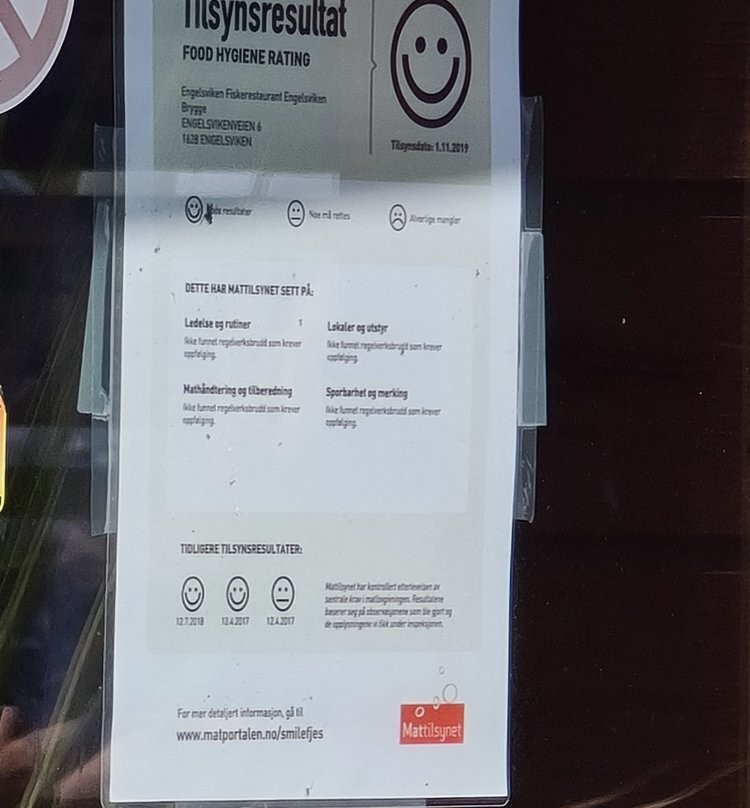 Tilsynsresultat
FOOD HYGIENE RATING
Engelsviken Fiskerestaurant Engelsviken
Brygge
ENGELSVIKENVEIEN 6
1628 ENGELSVIKEN
Tilsynsdato: 1.11.2019
resultater
Noe må rettes
Alvorlige mangler
DETTE HAR MATTILSYNET SETT PÅ:
Ledelse og rutiner
Ikke funnet regelverksbrudd som krever
oppfølging.
Lokaler og utstyr
Ikke funnet regelverksbrudd som krever
oppfølging.
Mathåndtering og tilberedning
Ikke funnet regelverksbrudd som krever
oppfølging.
Sporbarhet og merking
Ikke funnet regelverksbrudd som krever
oppfølging.
TIDLIGERE TILSYNSRESULTATER:
12.7.2018
12.4.2017
Mattilsynet har kontrollert etterlevelsen av
sentrale krav i matlovgivningen. Resultatene
baserer seg på observasjonene som ble gjort og
de opplysningene vi fikk under inspeksjonen.
For mer detaljert informasjon, gå til
www.matportalen.no/smilefjes
Mattilsynet